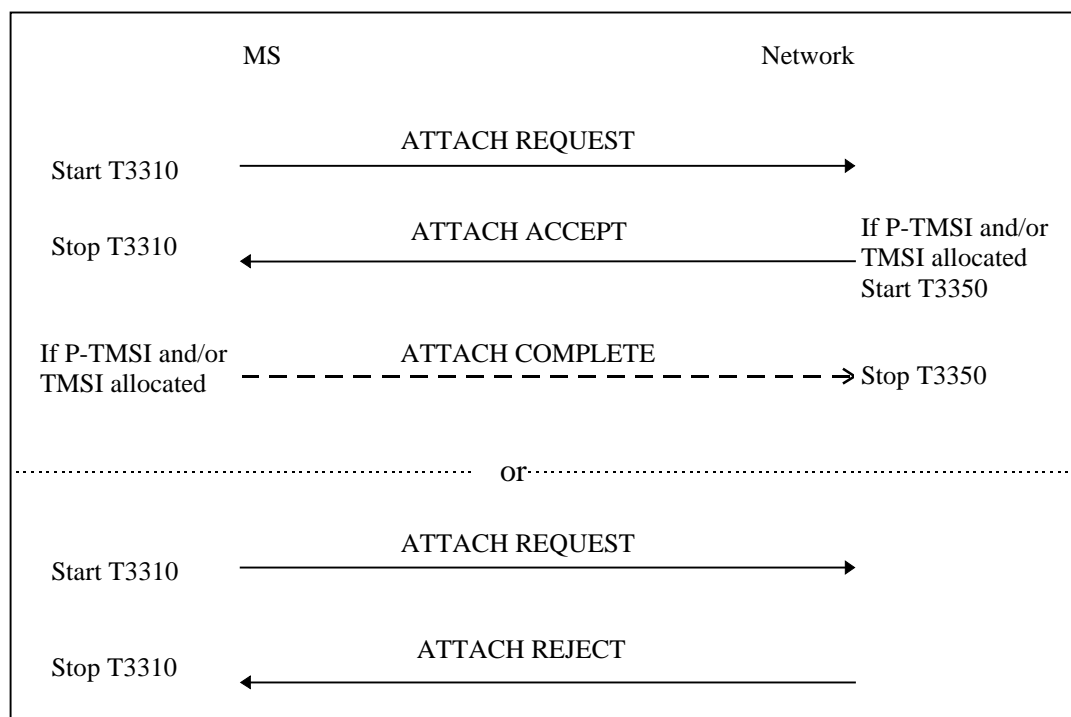 MS
Network
ATTACH REQUEST
Start T3310
ATTACH ACCEPT
Stop T3310
If P-TMSI and/or
TMSI allocated
Start T3350
If P-TMSI and/or
TMSI allocated
ATTACH COMPLETE
Stop T3350
or
ATTACH REQUEST
Start T3310
ATTACH REJECT
Stop T3310